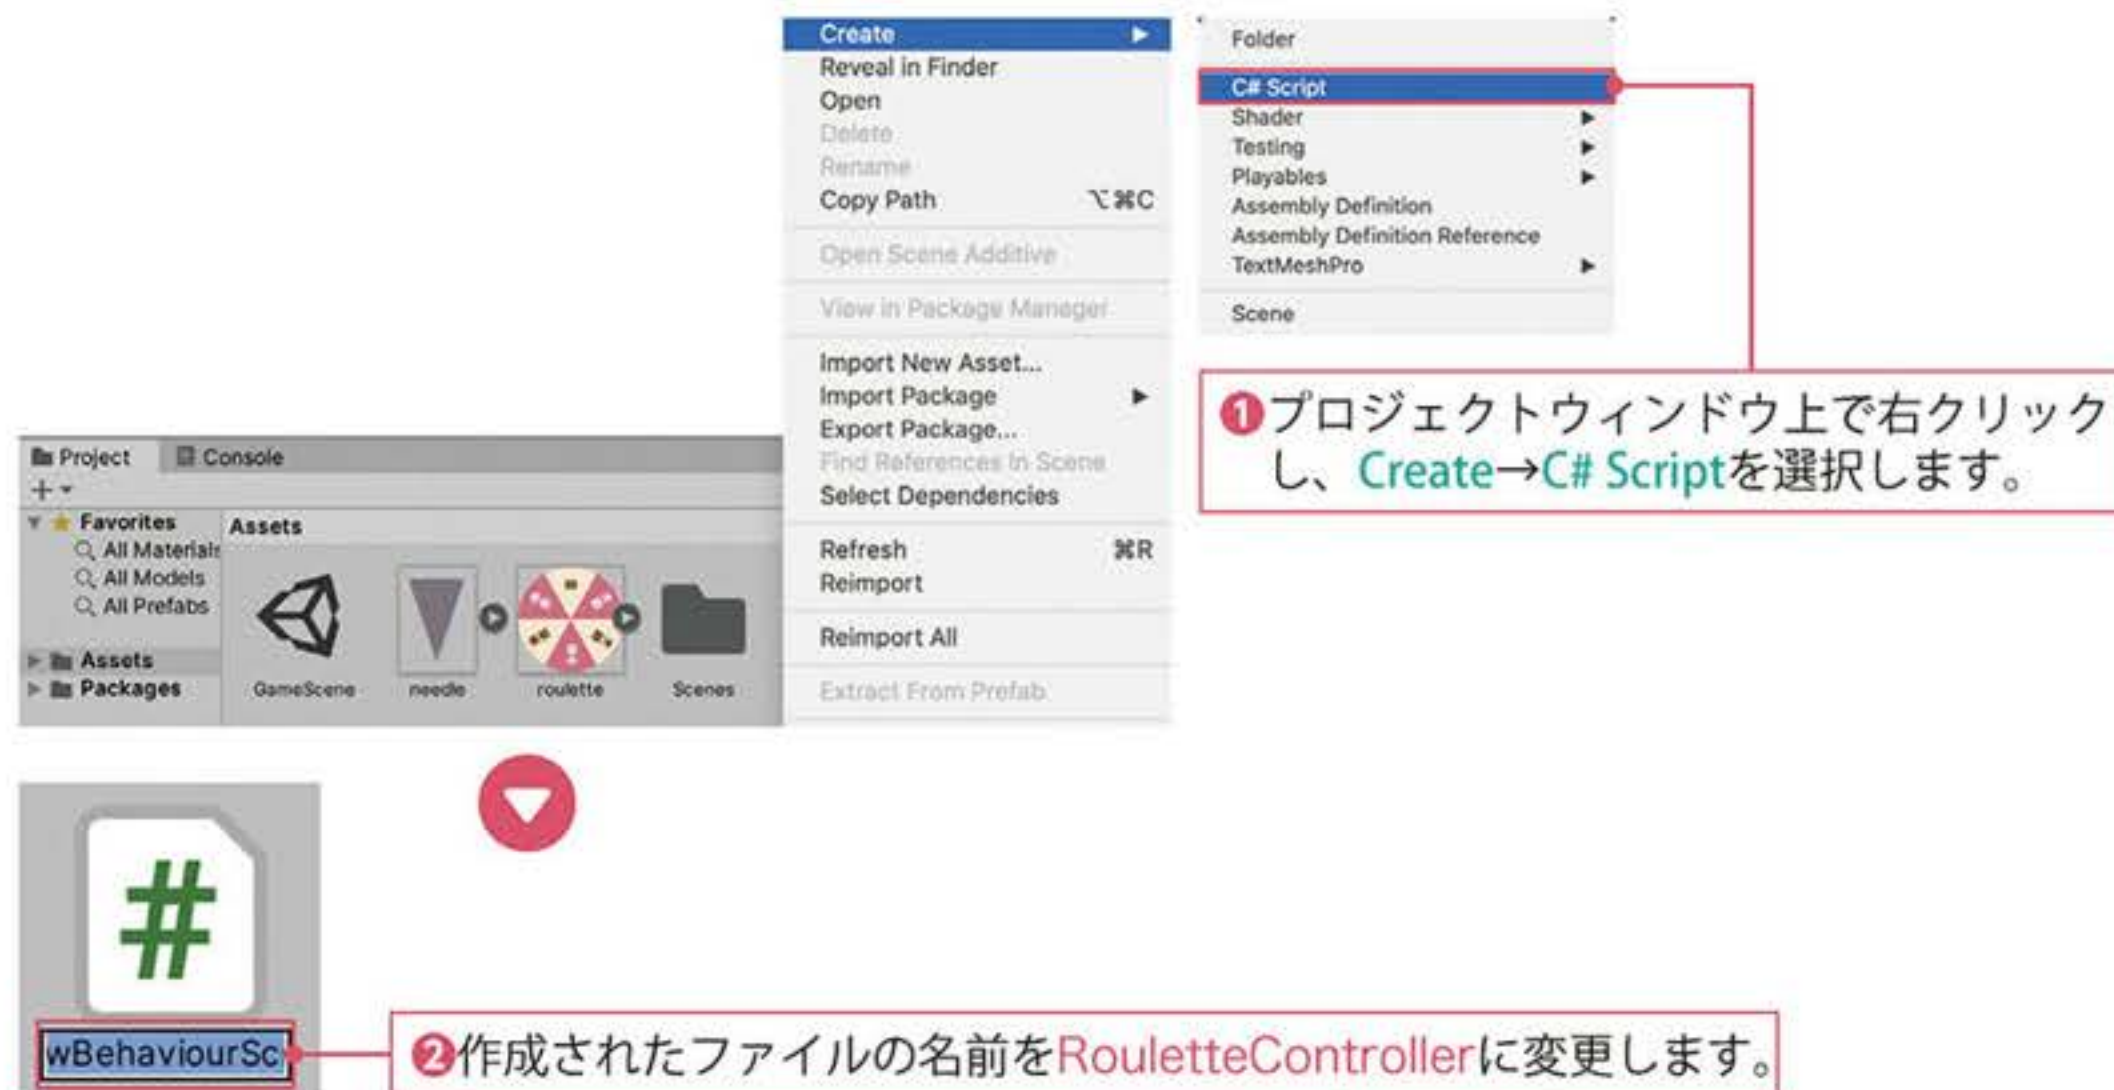 Create
Reveal in Finder
Open
Delete
Rename
Copy Path ⌥⌘C
Open Scene Additive
View in Package Manager
Import New Asset...
Import Package
Export Package...
Find References In Scene
Select Dependencies
Refresh ⌘R
Reimport
Reimport All
Extract From Prefab
Folder
C# Script
Shader
Testing
Playables
Assembly Definition
Assembly Definition Reference
TextMeshPro
Scene
❶プロジェクトウィンドウ上で右クリック
し、Create→C# Scriptを選択します。
Project Console
Favorites
All Materials
All Models
All Prefabs
Assets
Packages
Assets
GameScene needle roulette Scenes
#
wBehaviourSc
❷作成されたファイルの名前をRouletteControllerに変更します。